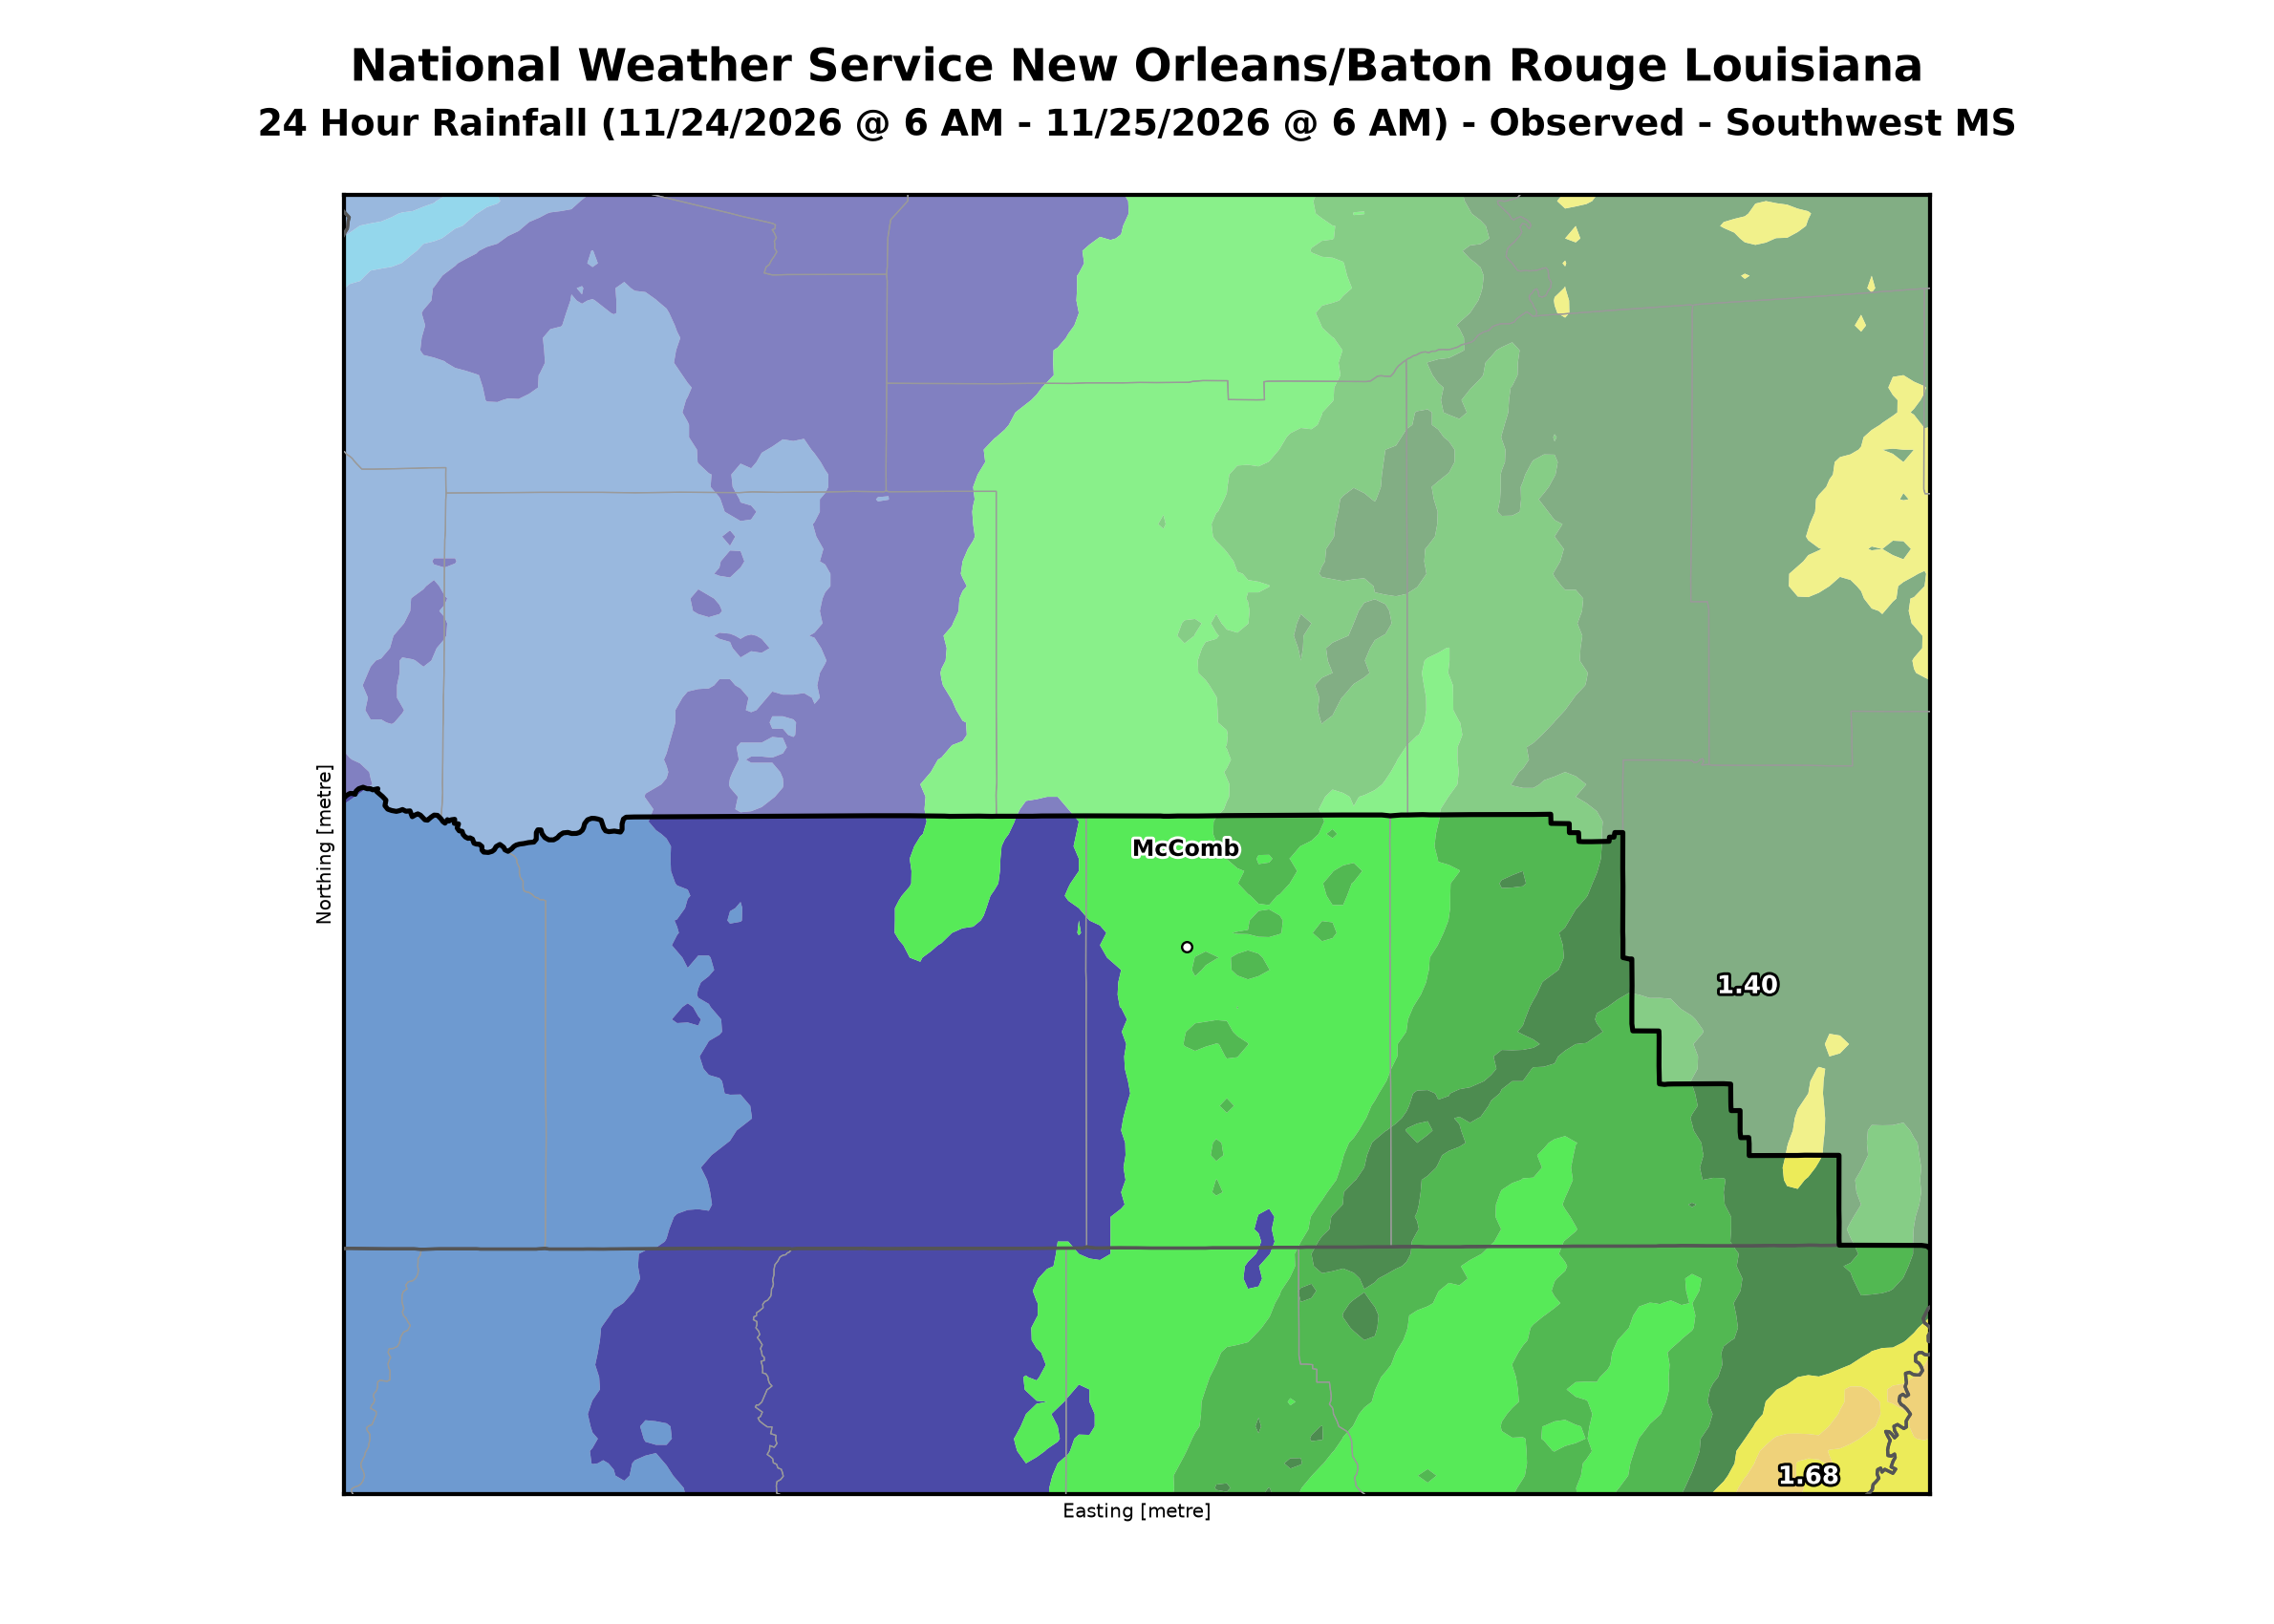 National Weather Service New Orleans/Baton Rouge Louisiana
24 Hour Rainfall (11/24/2026 @ 6 AM - 11/25/2026 @ 6 AM) - Observed - Southwest MS
Northing [metre]
McComb
1.40
1.68
Easting [metre]